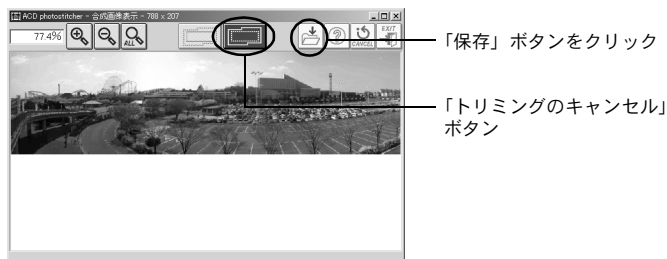 ACD photostitcher - 合成画像表示 - 788 x 207
77.4%
ALL
CANCEL
EXIT
「保存」ボタンをクリック
「トリミングのキャンセル」
ボタン